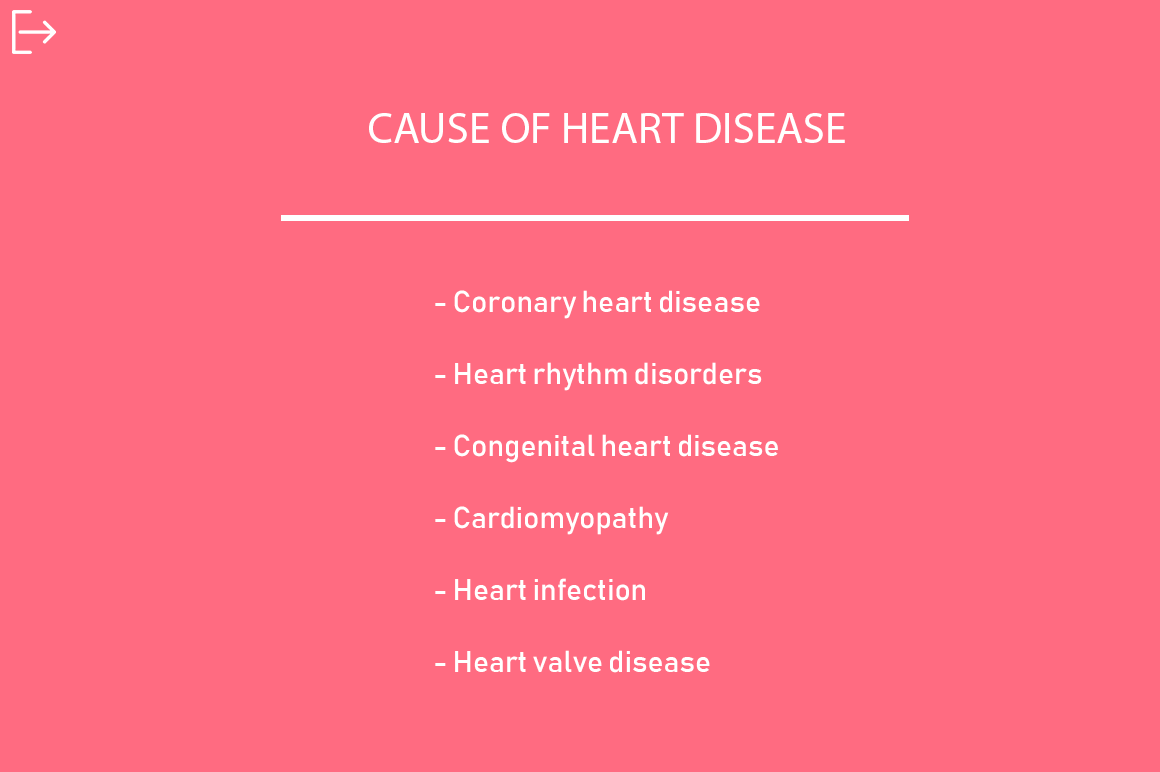 CAUSE OF HEART DISEASE
- Coronary heart disease
- Heart rhythm disorders
- Congenital heart disease
- Cardiomyopathy
- Heart infection
- Heart valve disease